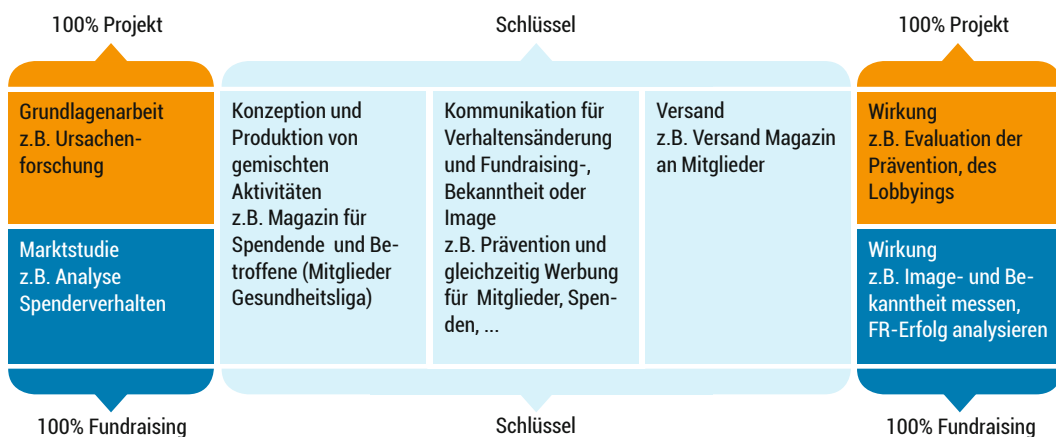 100% Projekt
Schlüssel
100% Projekt
Grundlagenarbeit
z.B. Ursachen-
forschung
Marktstudie
z.B. Analyse
Spenderverhalten
Konzeption und
Produktion von
gemischten
Aktivitäten
z.B. Magazin für
Spendende und Be-
troffene (Mitglieder
Gesundheitsliga)
Kommunikation für
Verhaltensänderung
und Fundraising-,
Bekanntheit oder
Image
z.B. Prävention und
gleichzeitig Werbung
für Mitglieder, Spen-
den, ...
Versand
z.B. Versand Magazin
an Mitglieder
Wirkung
z.B. Evaluation der
Prävention, des
Lobbyings
Wirkung
z.B. Image- und Be-
kanntheit messen,
FR-Erfolg analysieren
100% Fundraising
Schlüssel
100% Fundraising